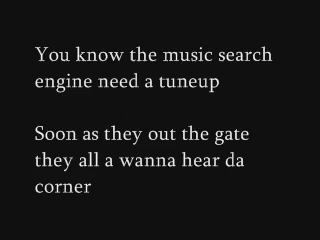 You know the music search
engine need a tuneup
Soon as they out the gate
they all a wanna hear da
corner